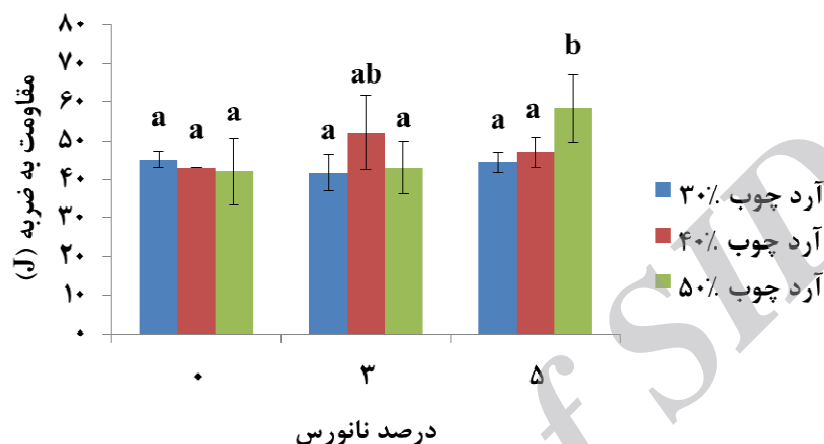 ۸۰
۷۰
۶۰
۵۰
۴۰
۳۰
۲۰
۱۰
۰
مقاومت به ضربه (J)
a a a
a ab a
a a b
۰ ۳ ۵
درصد نانورس
آرد چوب ۳۰٪
آرد چوب ۴۰٪
آرد چوب ۵۰٪
f SID